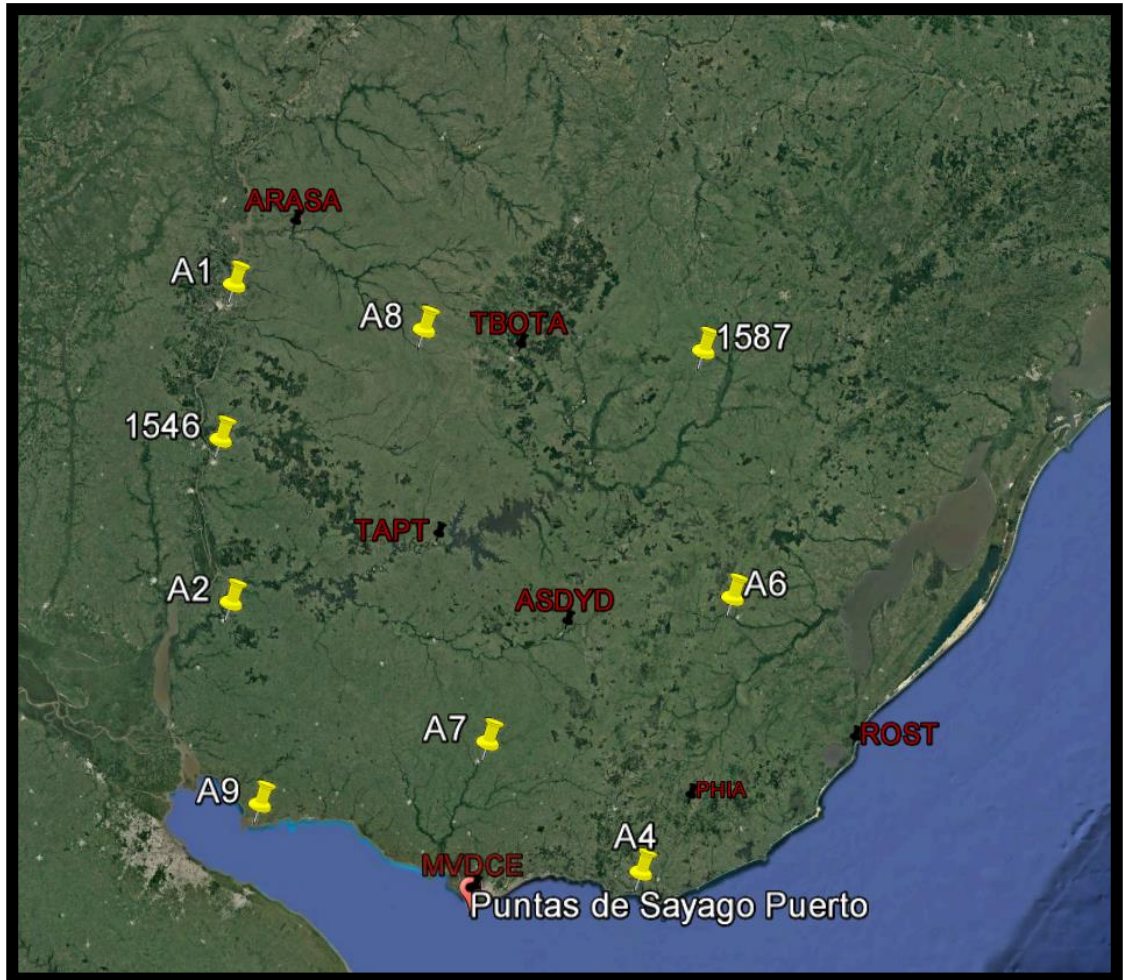 ARASA
A1
A8
TBOTA
1587
1546
TAPT
A2
ASDYD
A6
A7
ROST
A9
PHIA
A4
MVDCE
Puntas de Sayago Puerto